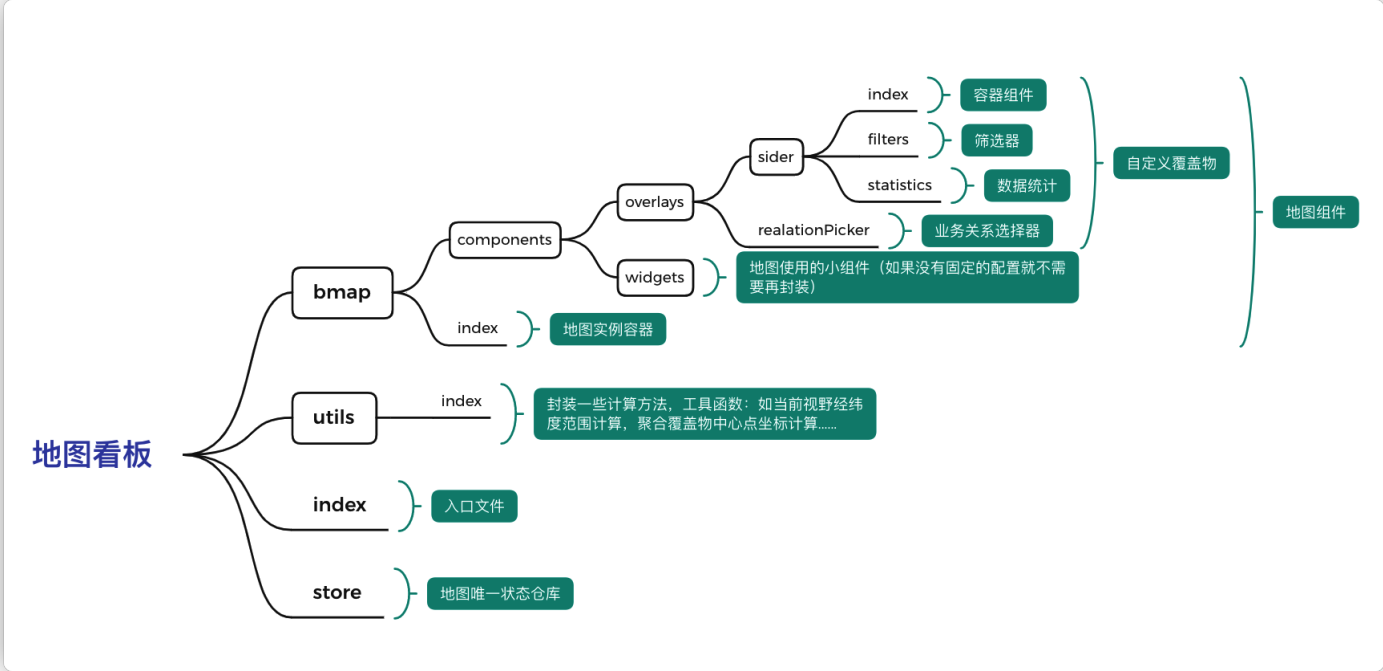 地图看板
bmap
components
overlays
sider
index
容器组件
filters
筛选器
statistics
数据统计
realationPicker
业务关系选择器
自定义覆盖物
widgets
地图使用的小组件（如果没有固定的配置就不需
要再封装）
index
地图实例容器
地图组件
utils
index
封装一些计算方法，工具函数：如当前视野经纬
度范围计算，聚合覆盖物中心点坐标计算......
index
入口文件
store
地图唯一状态仓库